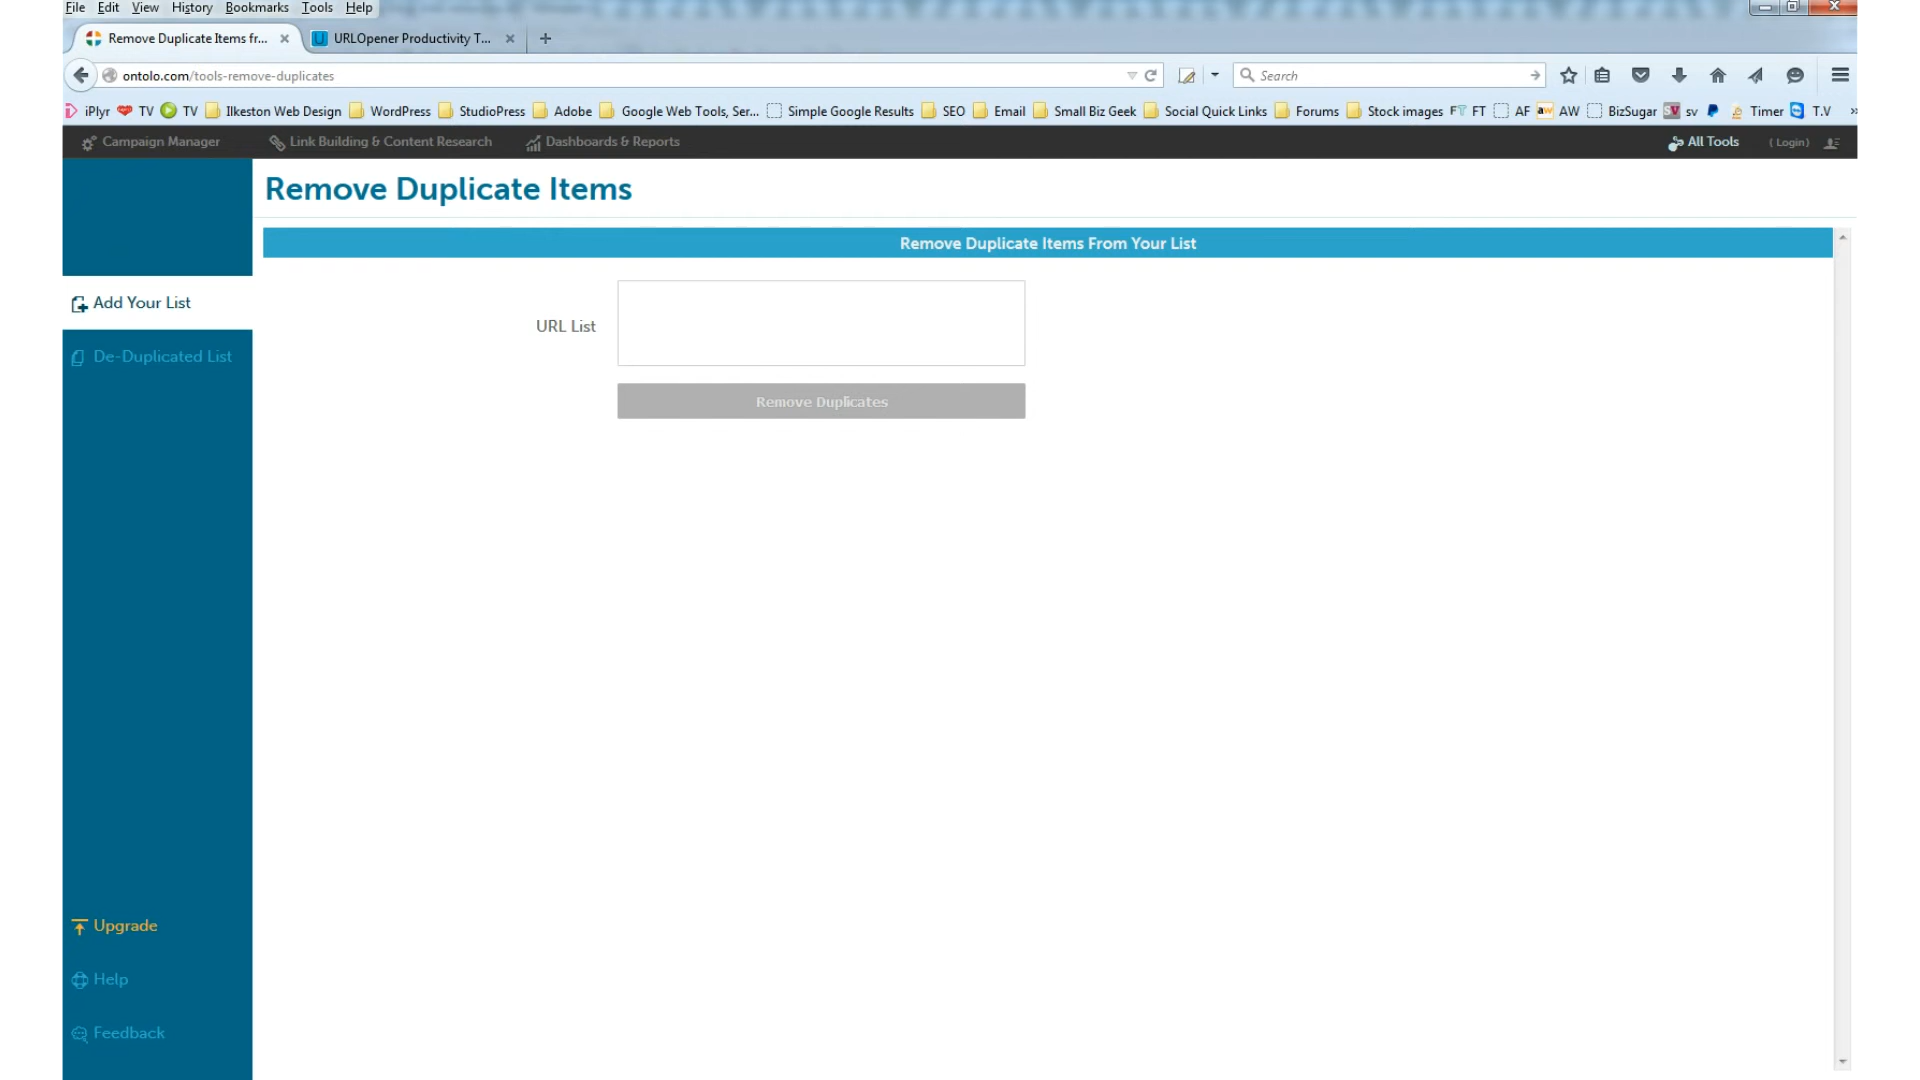 File Edit View History Bookmarks Tools Help
Remove Duplicate Items fr... URLOpener Productivity T...
ontolo.com/tools-remove-duplicates Search
iPlyr TV TV Ilkeston Web Design WordPress StudioPress Adobe Google Web Tools, Ser... Simple Google Results SEO Email Small Biz Geek Social Quick Links Forums Stock images FT FT AF aw AW BizSugar SV sv Timer T.V
Campaign Manager Link Building & Content Research Dashboards & Reports All Tools ( Login)
Remove Duplicate Items
Remove Duplicate Items From Your List
Add Your List
URL List
De-Duplicated List
Remove Duplicates
Upgrade
Help
Feedback